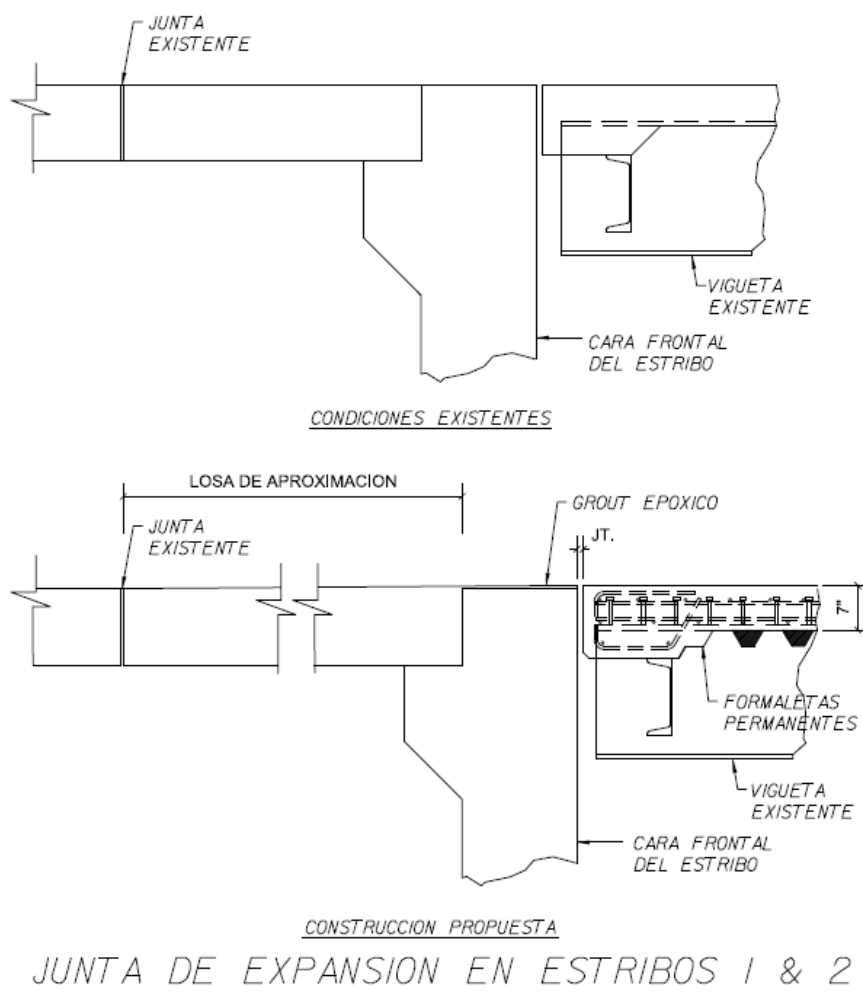 JUNTA
EXISTENTE
VIGUETA
EXISTENTE
CARA FRONTAL
DEL ESTRIBO
CONDICIONES EXISTENTES
LOSA DE APROXIMACION
GROUT EPOXICO
JUNTA
EXISTENTE
JT.
7"
FORMALETAS
PERMANENTES
VIGUETA
EXISTENTE
CARA FRONTAL
DEL ESTRIBO
CONSTRUCCION PROPUESTA
JUNTA DE EXPANSION EN ESTRIBOS 1 & 2